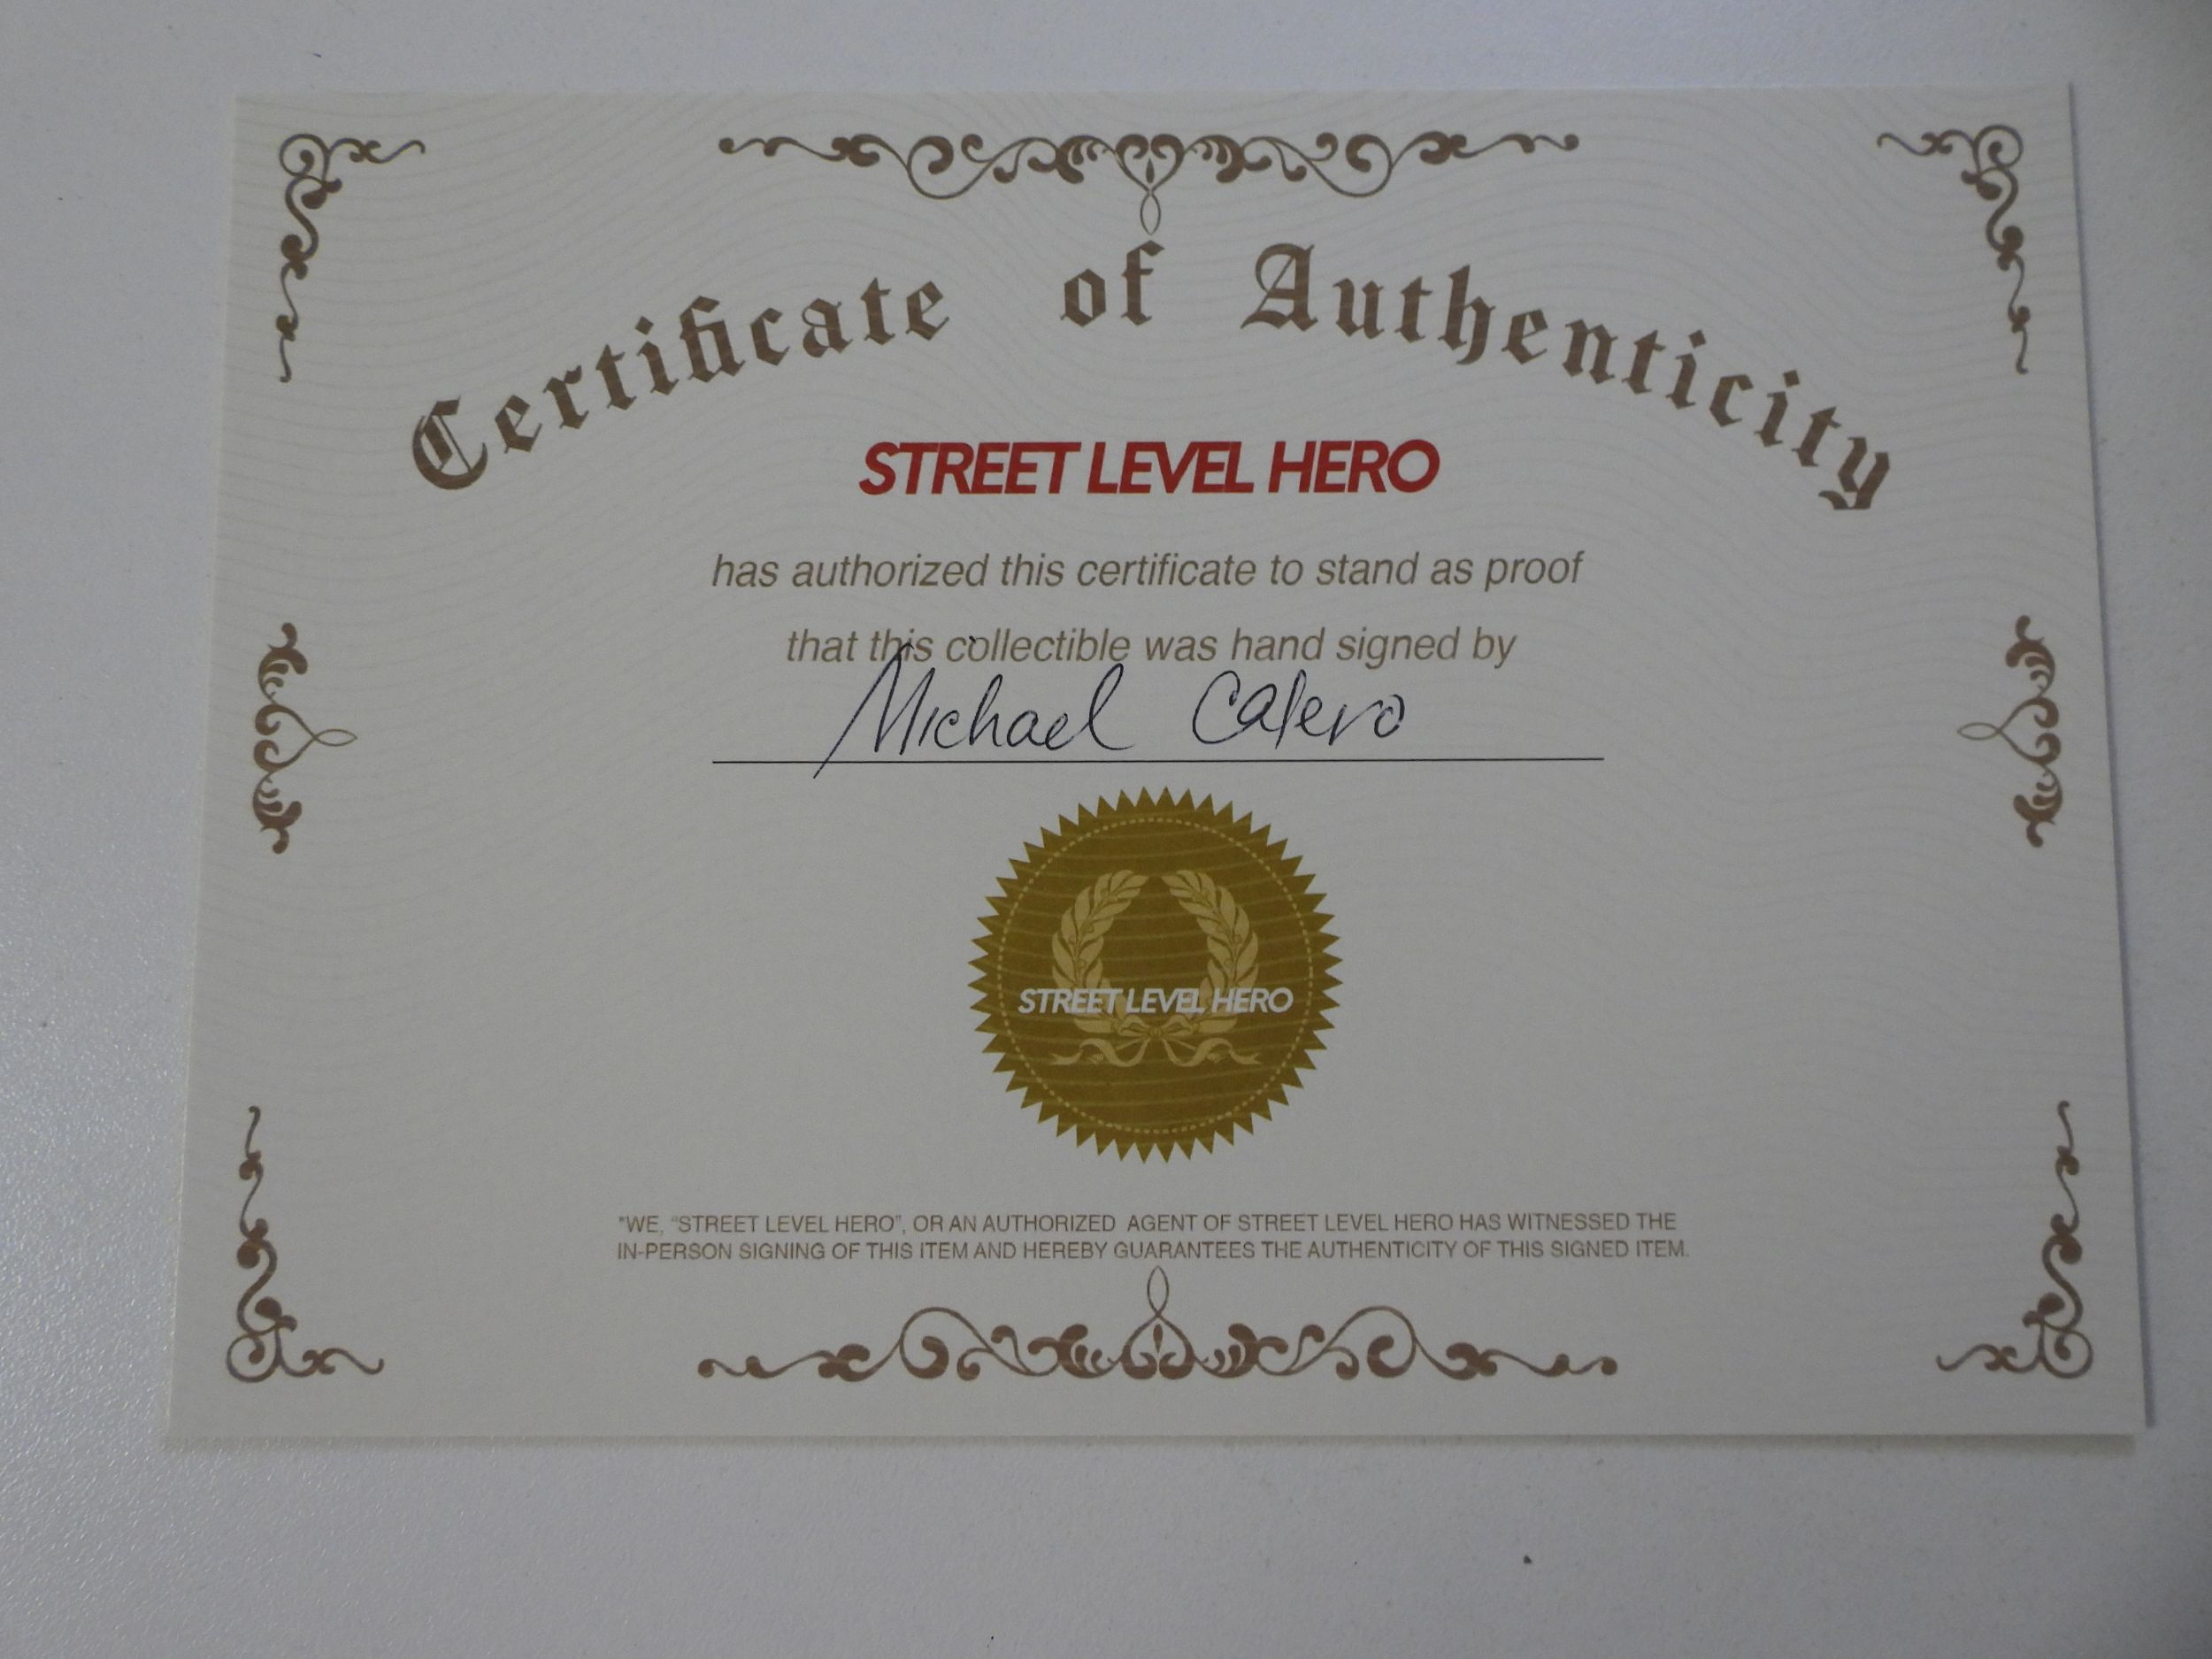 Certificate of Authenticity
STREET LEVEL HERO
has authorized this certificate to stand as proof
that this collectible was hand signed by
Michael Calero
STREET LEVEL HERO
*WE, "STREET LEVEL HERO", OR AN AUTHORIZED AGENT OF STREET LEVEL HERO HAS WITNESSED THE
IN-PERSON SIGNING OF THIS ITEM AND HEREBY GUARANTEES THE AUTHENTICITY OF THIS SIGNED ITEM.